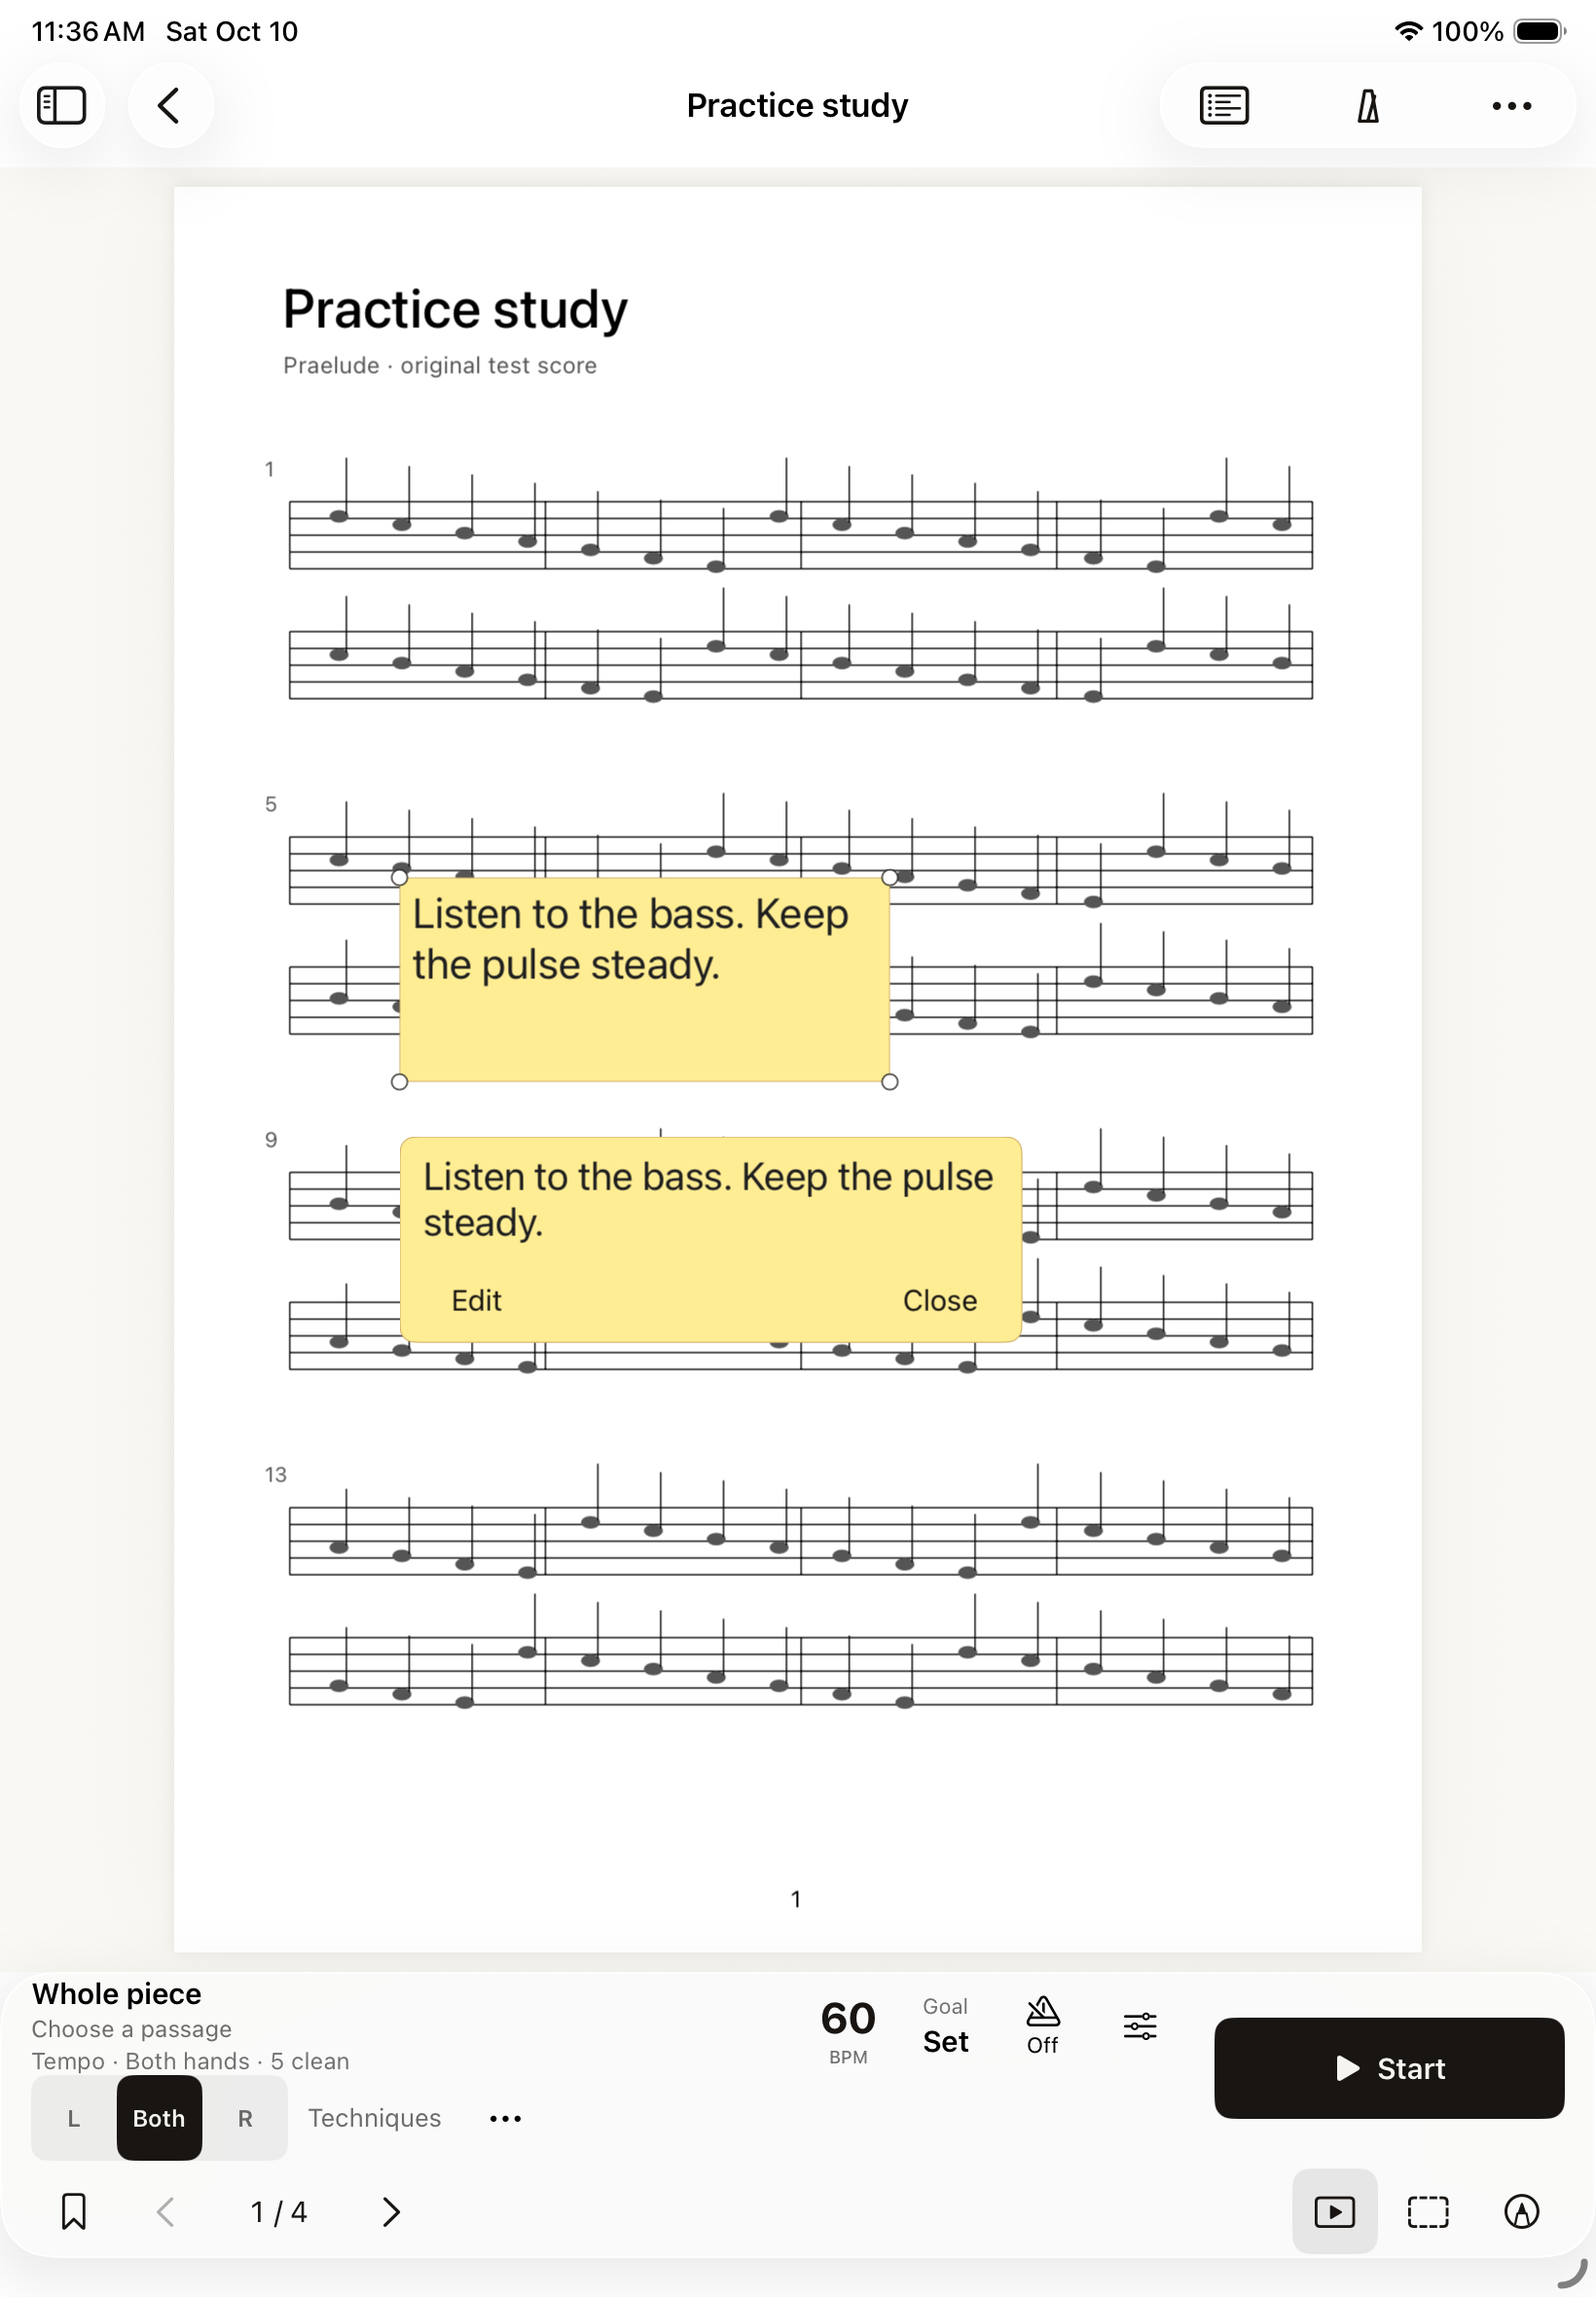 11:36 AM Sat Oct 10
100%
Practice study
Practice study
Praelude · original test score
1
5
Listen to the bass. Keep
the pulse steady.
9
Listen to the bass. Keep the pulse
steady.
Edit
Close
13
1
Whole piece
Choose a passage
Tempo · Both hands · 5 clean
60
BPM
Goal
Set
Off
Start
L
Both
R
Techniques
1 / 4